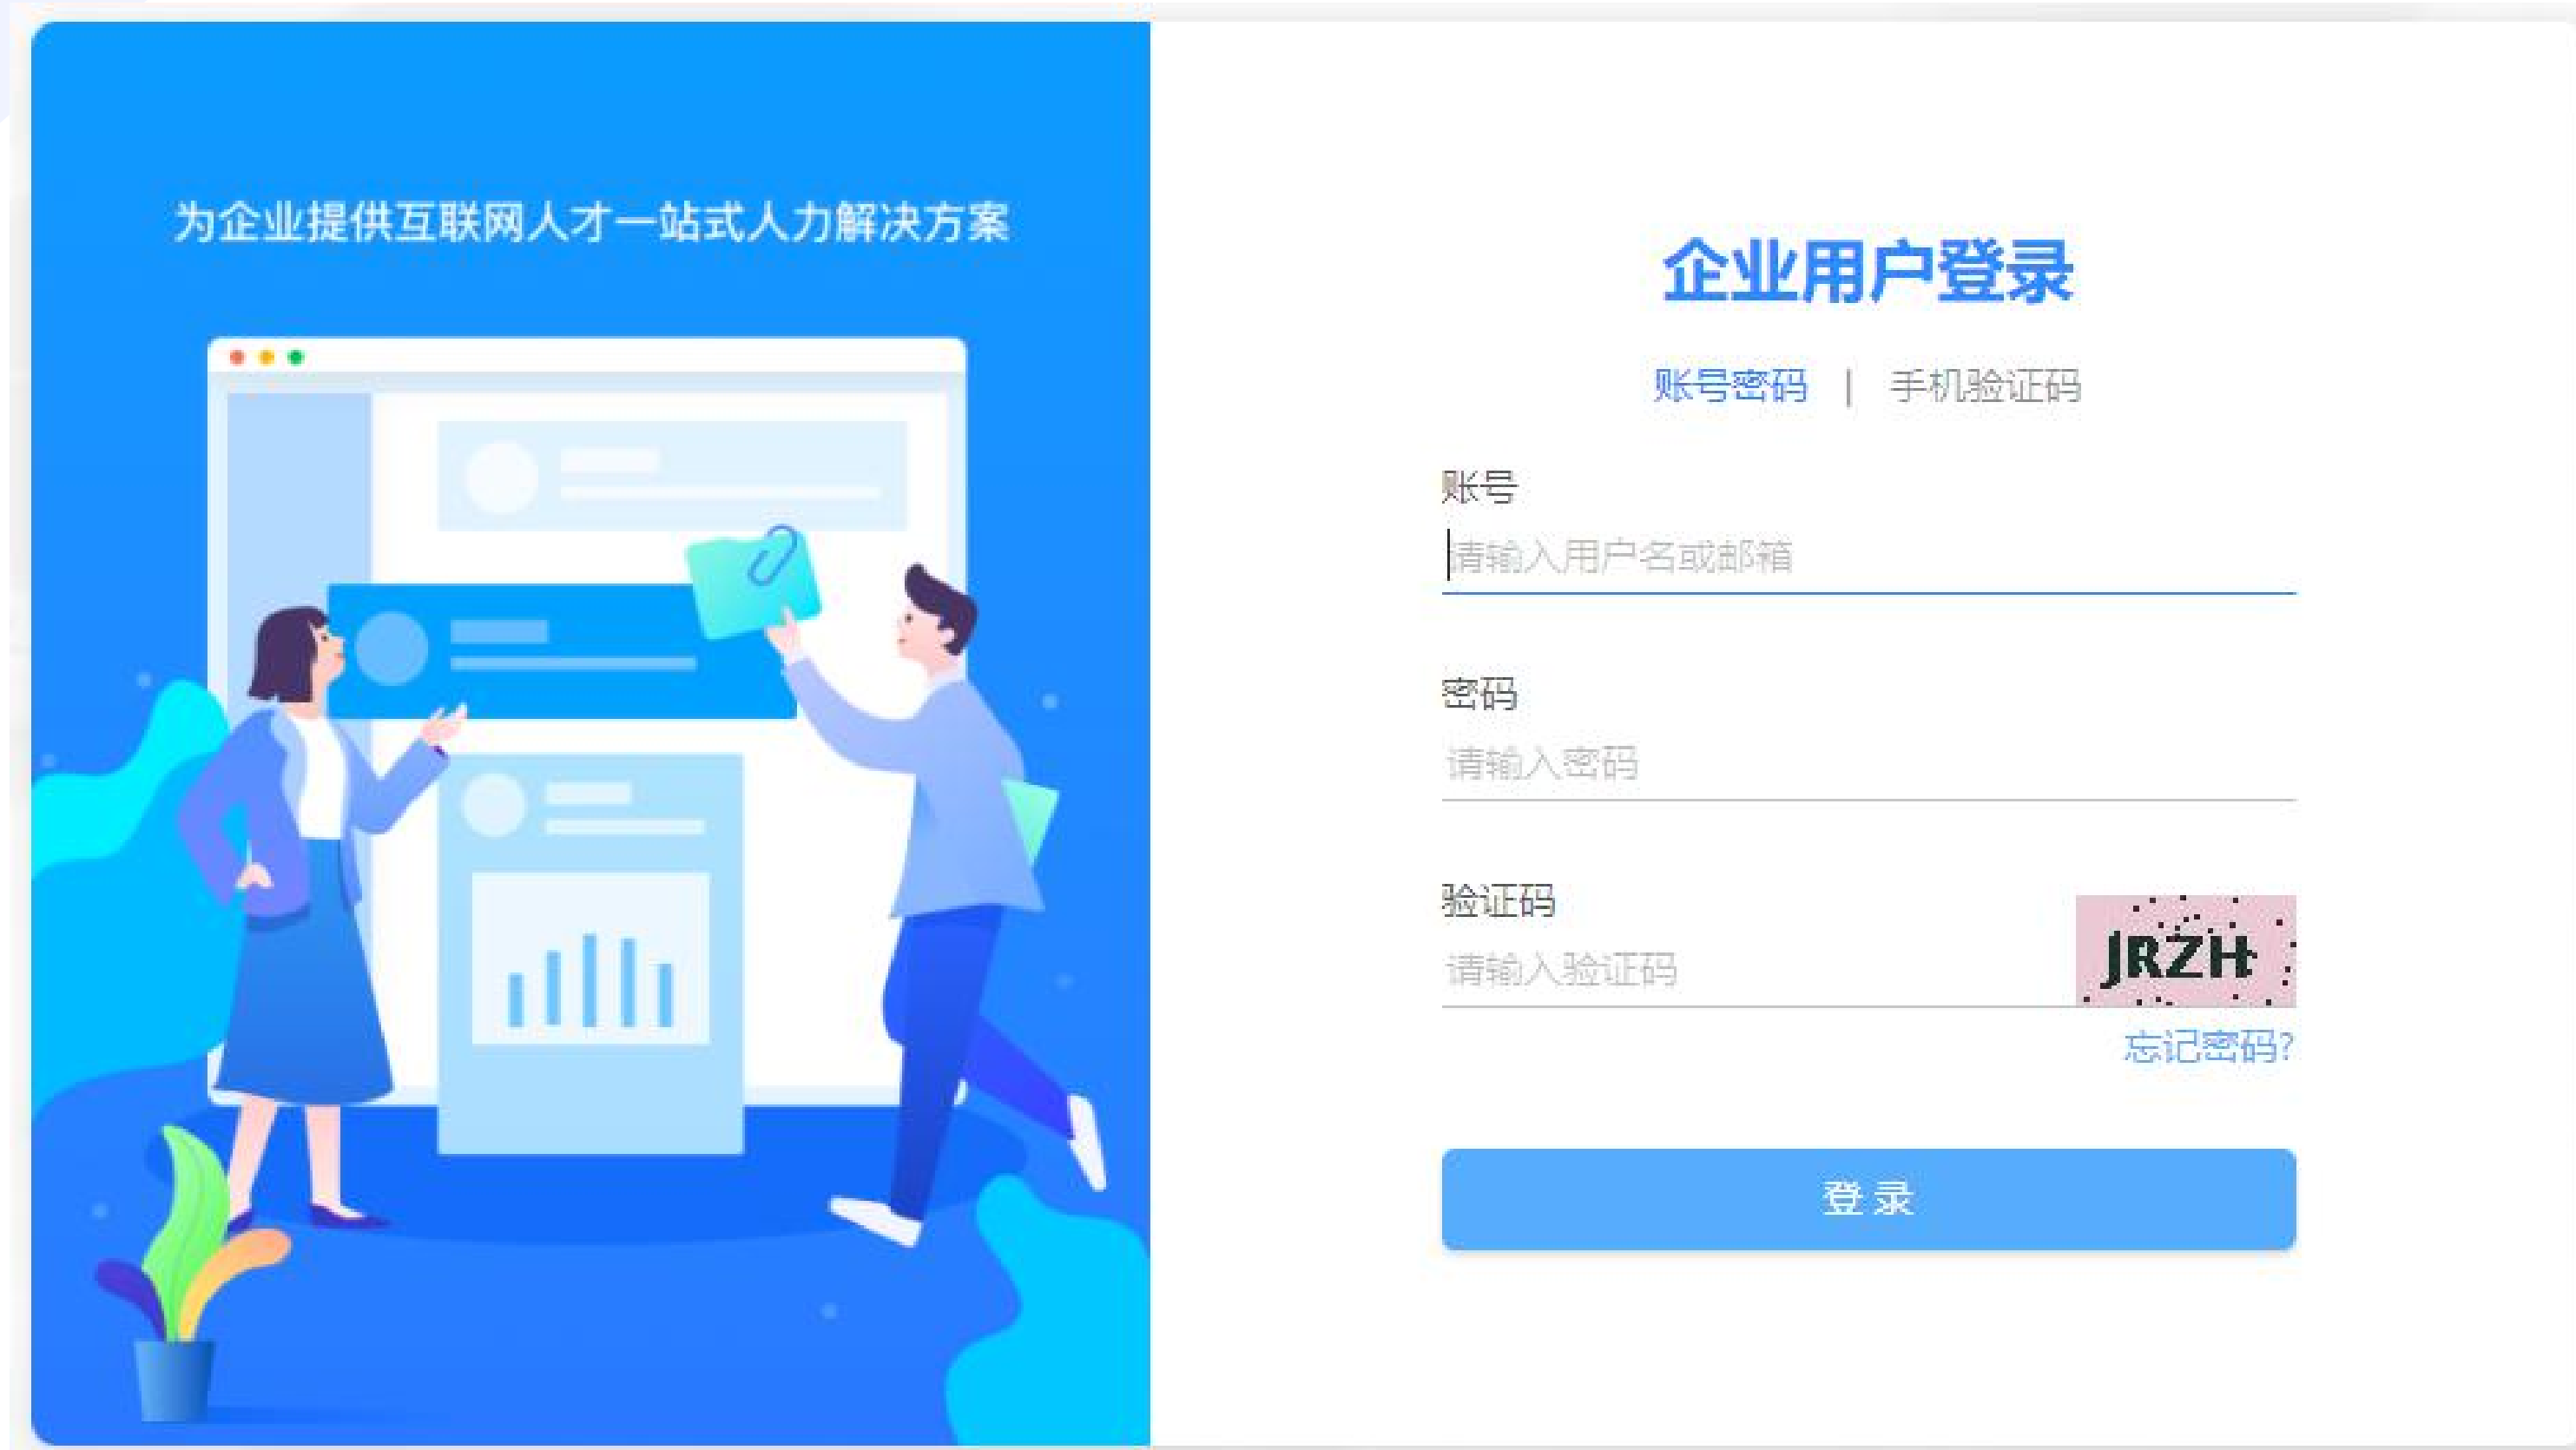 为企业提供互联网人才一站式人力解决方案
企业用户登录
账号密码 | 手机验证码
账号
请输入用户名或邮箱
密码
请输入密码
验证码
请输入验证码
JRZH
忘记密码?
登录